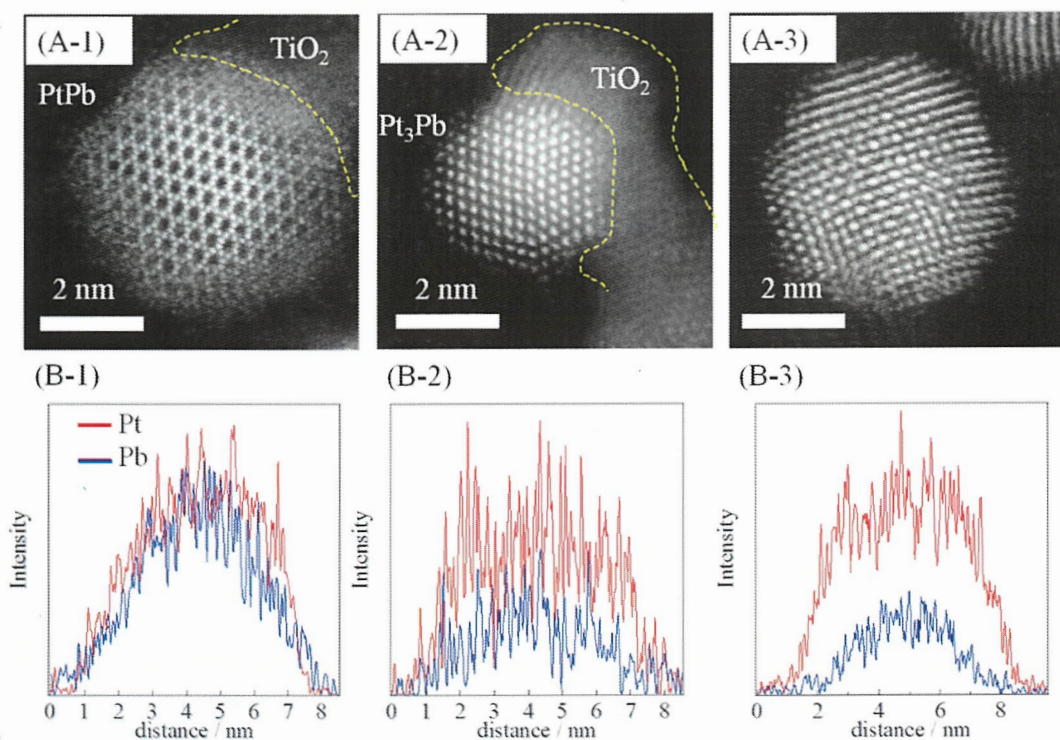 (A-1)
TiO₂
PtPb
2 nm
(A-2)
TiO₂
Pt₃Pb
2 nm
(A-3)
2 nm
(B-1)
Pt
Pb
Intensity
0 1 2 3 4 5 6 7 8
distance / nm
(B-2)
Intensity
0 1 2 3 4 5 6 7 8
distance / nm
(B-3)
Intensity
0 2 4 6 8
distance / nm